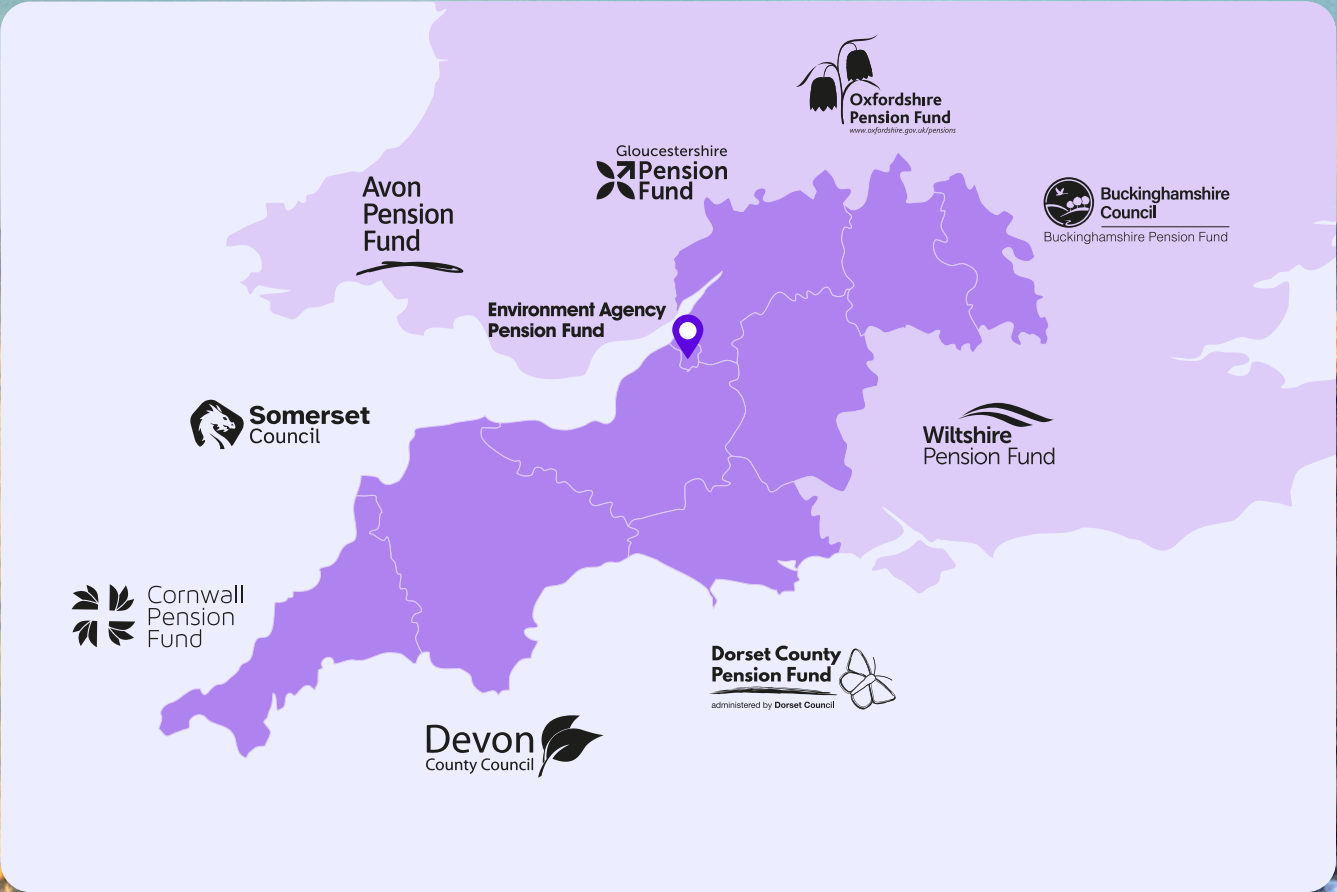 Oxfordshire
Pension Fund
www.oxfordshire.gov.uk/pensions
Gloucestershire
Pension
Fund
Avon
Pension
Fund
Buckinghamshire
Council
Buckinghamshire Pension Fund
Environment Agency
Pension Fund
Somerset
Council
Wiltshire
Pension Fund
Cornwall
Pension
Fund
Dorset County
Pension Fund
administered by Dorset Council
Devon
County Council